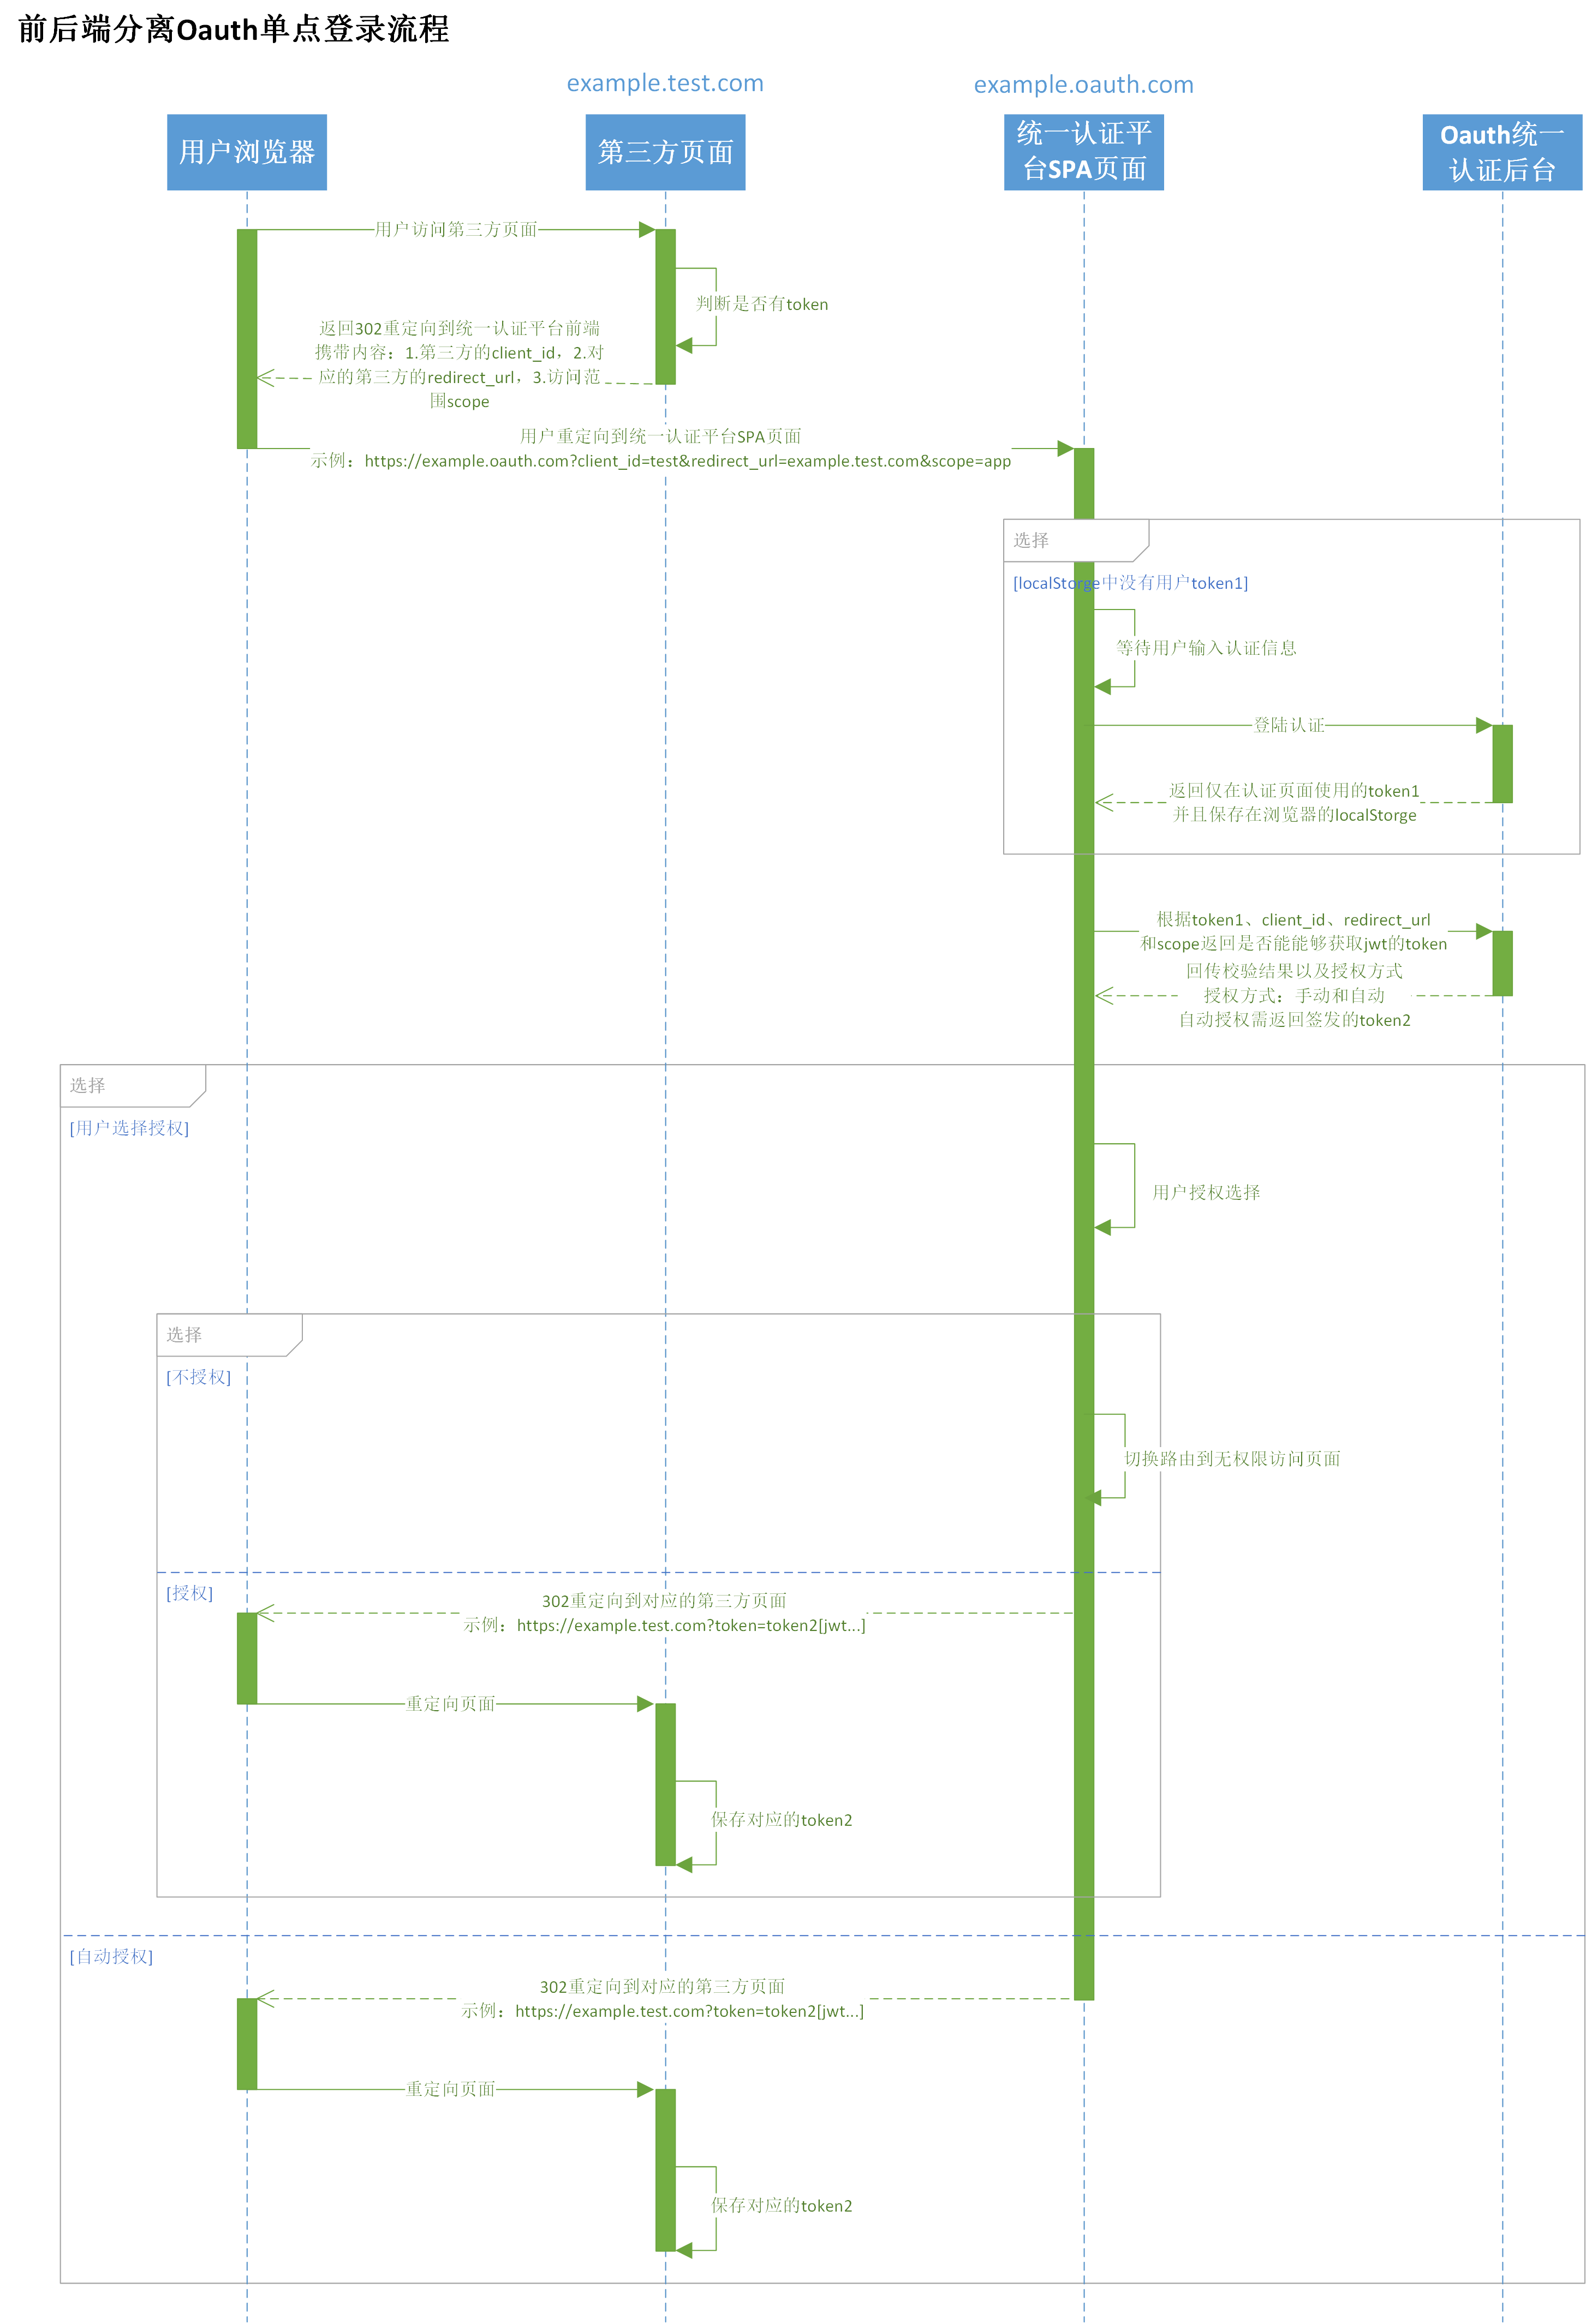 前后端分离Oauth单点登录流程
example.test.com
example.oauth.com
用户浏览器
第三方页面
统一认证平
台SPA页面
Oauth统一
认证后台
用户访问第三方页面
判断是否有token
返回302重定向到统一认证平台前端
携带内容：1.第三方的client_id，2.对
应的第三方的redirect_url，3.访问范
围scope
用户重定向到统一认证平台SPA页面
示例：https://example.oauth.com?client_id=test&redirect_url=example.test.com&scope=app
选择
[localStorge中没有用户token1]
等待用户输入认证信息
登陆认证
返回仅在认证页面使用的token1
并且保存在浏览器的localStorge
根据token1、client_id、redirect_url
和scope返回是否能能够获取jwt的token
回传校验结果以及授权方式
授权方式：手动和自动
自动授权需返回签发的token2
选择
[用户选择授权]
用户授权选择
选择
[不授权]
切换路由到无权限访问页面
[授权]
302重定向到对应的第三方页面
示例：https://example.test.com?token=token2[jwt...]
重定向页面
保存对应的token2
[自动授权]
302重定向到对应的第三方页面
示例：https://example.test.com?token=token2[jwt...]
重定向页面
保存对应的token2